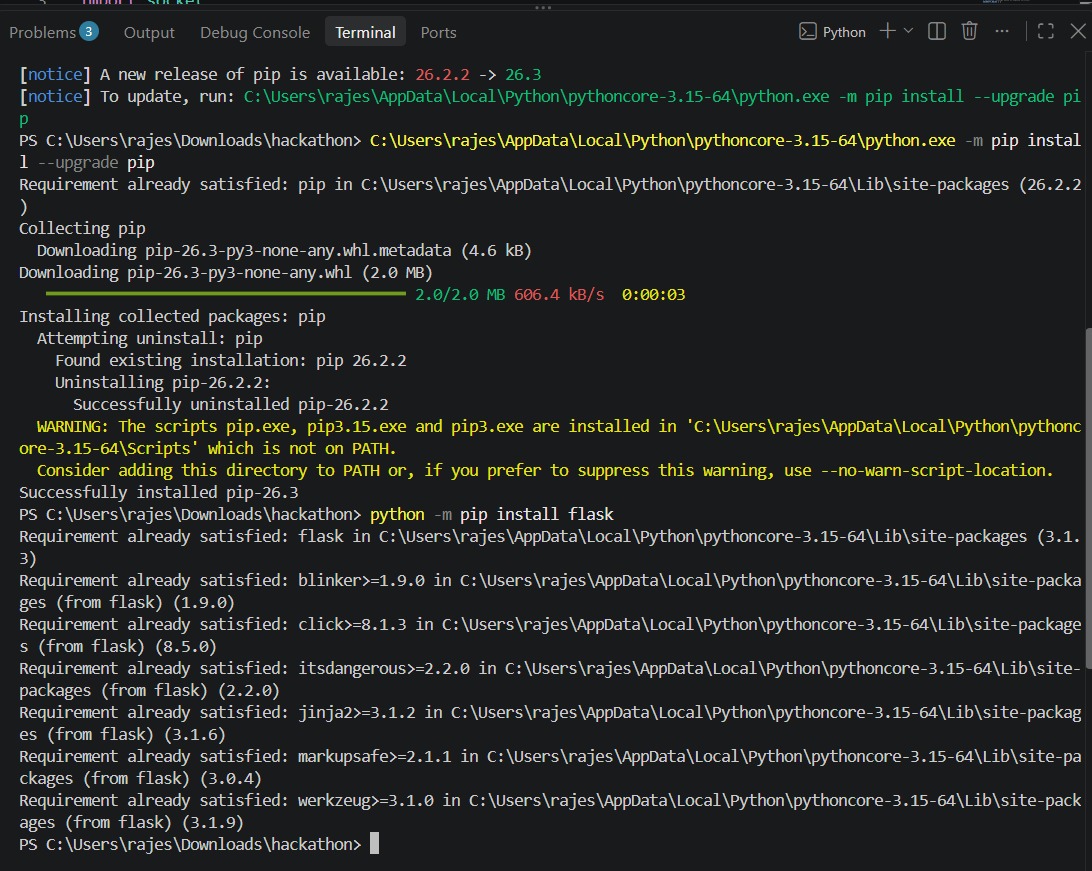 import socket
Problems 3 Output Debug Console Terminal Ports Python
[notice] A new release of pip is available: 26.2.2 -> 26.3
[notice] To update, run: C:\Users\rajes\AppData\Local\Python\pythoncore-3.15-64\python.exe -m pip install --upgrade pi
p
PS C:\Users\rajes\Downloads\hackathon> C:\Users\rajes\AppData\Local\Python\pythoncore-3.15-64\python.exe -m pip instal
l --upgrade pip
Requirement already satisfied: pip in C:\Users\rajes\AppData\Local\Python\pythoncore-3.15-64\Lib\site-packages (26.2.2
)
Collecting pip
  Downloading pip-26.3-py3-none-any.whl.metadata (4.6 kB)
Downloading pip-26.3-py3-none-any.whl (2.0 MB)
2.0/2.0 MB 606.4 kB/s  0:00:03
Installing collected packages: pip
  Attempting uninstall: pip
    Found existing installation: pip 26.2.2
    Uninstalling pip-26.2.2:
      Successfully uninstalled pip-26.2.2
  WARNING: The scripts pip.exe, pip3.15.exe and pip3.exe are installed in 'C:\Users\rajes\AppData\Local\Python\pythonc
ore-3.15-64\Scripts' which is not on PATH.
  Consider adding this directory to PATH or, if you prefer to suppress this warning, use --no-warn-script-location.
Successfully installed pip-26.3
PS C:\Users\rajes\Downloads\hackathon> python -m pip install flask
Requirement already satisfied: flask in C:\Users\rajes\AppData\Local\Python\pythoncore-3.15-64\Lib\site-packages (3.1.
3)
Requirement already satisfied: blinker>=1.9.0 in C:\Users\rajes\AppData\Local\Python\pythoncore-3.15-64\Lib\site-packa
ges (from flask) (1.9.0)
Requirement already satisfied: click>=8.1.3 in C:\Users\rajes\AppData\Local\Python\pythoncore-3.15-64\Lib\site-package
s (from flask) (8.5.0)
Requirement already satisfied: itsdangerous>=2.2.0 in C:\Users\rajes\AppData\Local\Python\pythoncore-3.15-64\Lib\site-
packages (from flask) (2.2.0)
Requirement already satisfied: jinja2>=3.1.2 in C:\Users\rajes\AppData\Local\Python\pythoncore-3.15-64\Lib\site-packag
es (from flask) (3.1.6)
Requirement already satisfied: markupsafe>=2.1.1 in C:\Users\rajes\AppData\Local\Python\pythoncore-3.15-64\Lib\site-pa
ckages (from flask) (3.0.4)
Requirement already satisfied: werkzeug>=3.1.0 in C:\Users\rajes\AppData\Local\Python\pythoncore-3.15-64\Lib\site-pack
ages (from flask) (3.1.9)
PS C:\Users\rajes\Downloads\hackathon>